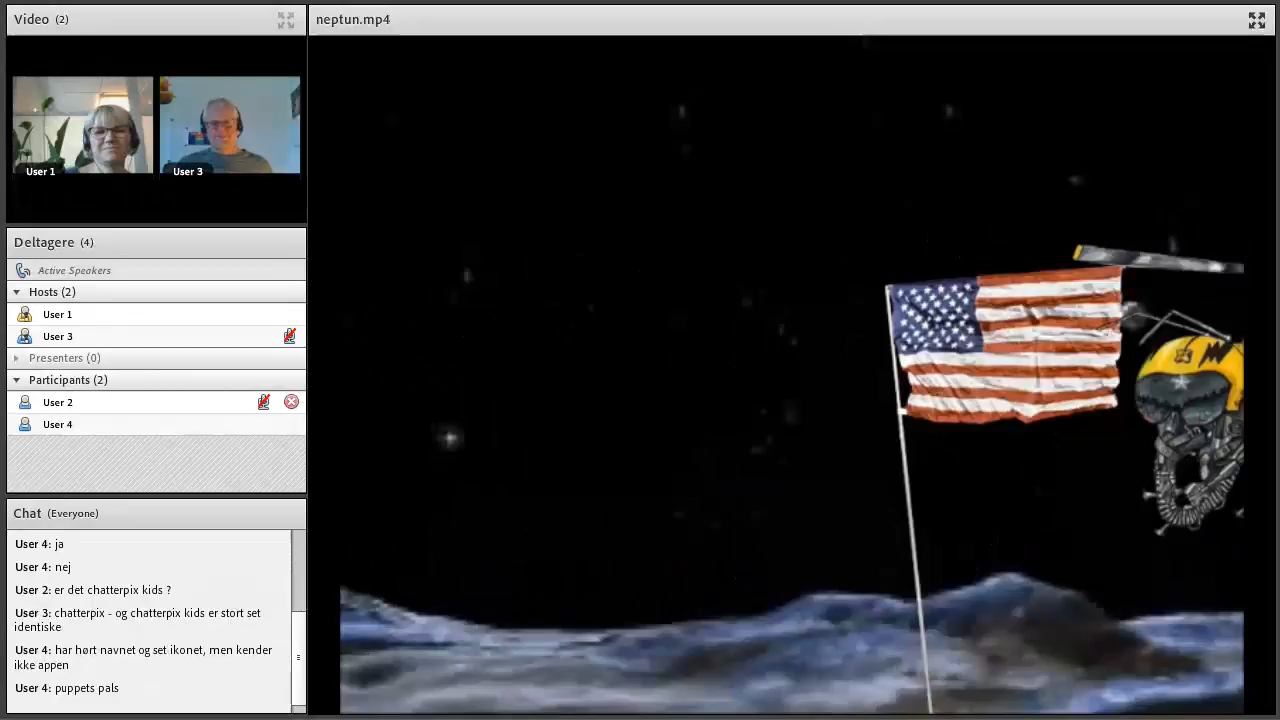 Video (2)
neptun.mp4
User 1
User 3
Deltagere (4)
Active Speakers
Hosts (2)
User 1
User 3
Presenters (0)
Participants (2)
User 2
User 4
Chat (Everyone)
User 4: ja
User 4: nej
User 2: er det chatterpix kids ?
User 3: chatterpix - og chatterpix kids er stort set
identiske
User 4: har hørt navnet og set ikonet, men kender
ikke appen
User 4: puppets pals